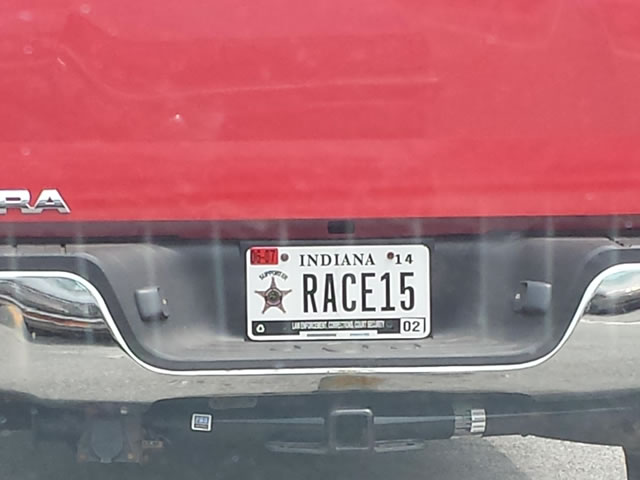 RA
INDIANA 14
SUPPORTER
RACE15
02